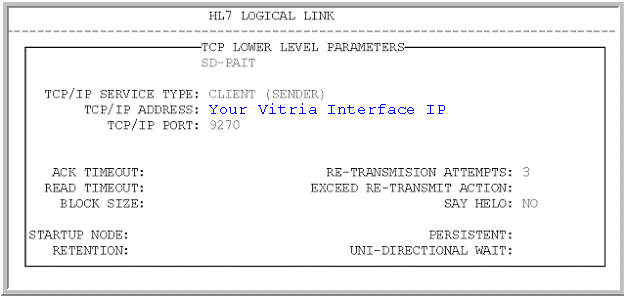 HL7 LOGICAL LINK
TCP LOWER LEVEL PARAMETERS
SD-PAIT
TCP/IP SERVICE TYPE: CLIENT (SENDER)
TCP/IP ADDRESS: Your Vitria Interface IP
TCP/IP PORT: 9270
ACK TIMEOUT: RE-TRANSMISION ATTEMPTS: 3
READ TIMEOUT: EXCEED RE-TRANSMIT ACTION:
BLOCK SIZE: SAY HELO: NO
STARTUP NODE: PERSISTENT:
RETENTION: UNI-DIRECTIONAL WAIT: